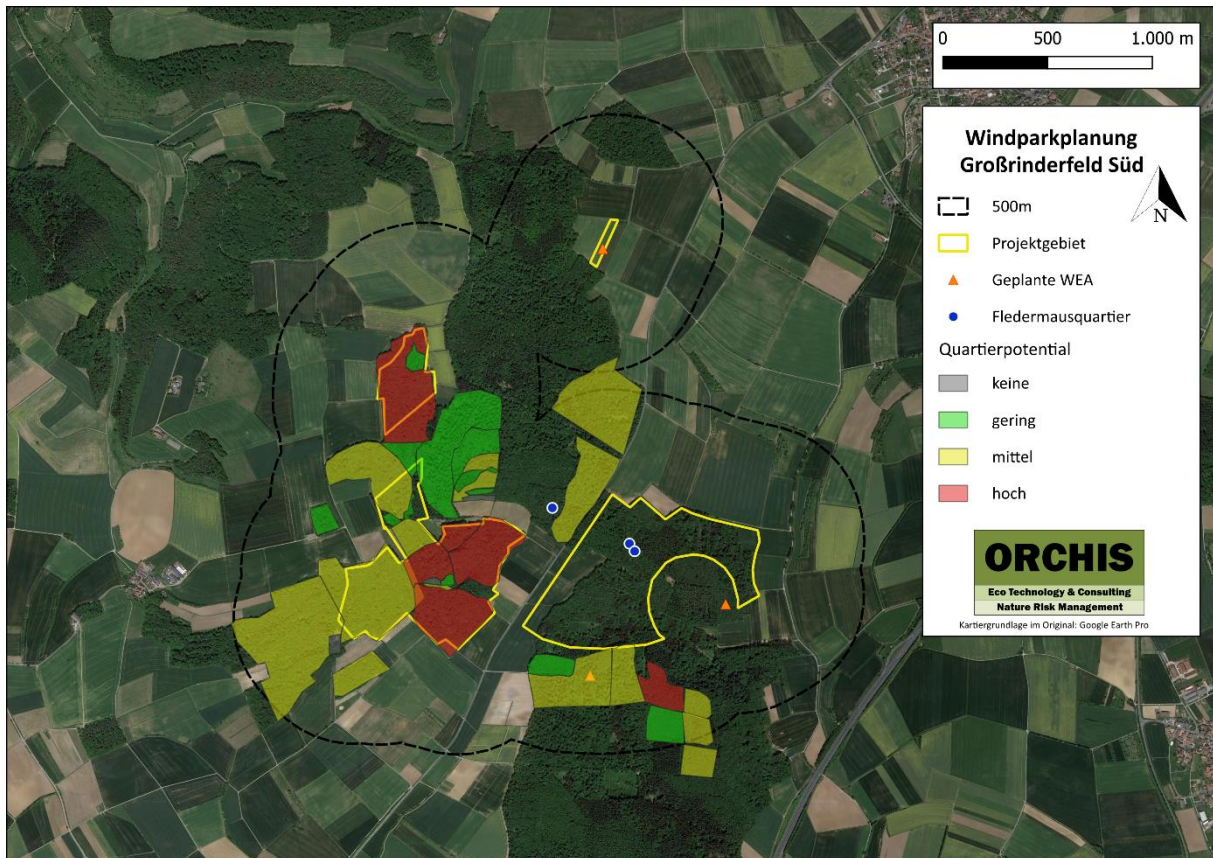 0 500 1.000 m
Windparkplanung
Großrinderfeld Süd
N
500m
Projektgebiet
Geplante WEA
Fledermausquartier
Quartierpotential
keine
gering
mittel
hoch
ORCHIS
Eco Technology & Consulting
Nature Risk Management
Kartiergrundlage im Original: Google Earth Pro